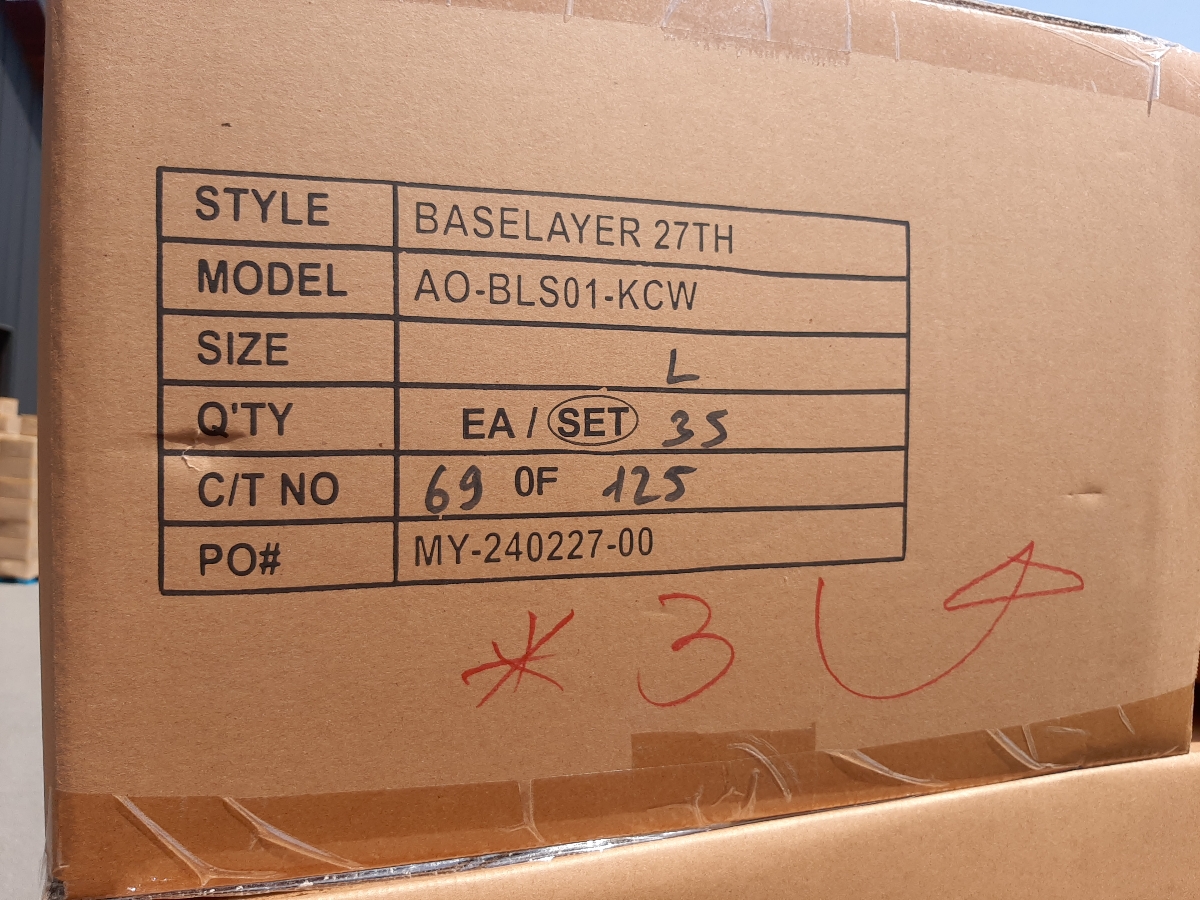 STYLE BASELAYER 27TH
MODEL AO-BLS01-KCW
SIZE L
Q'TY EA / SET 35
C/T NO 69 OF 125
PO# MY-240227-00
* 3